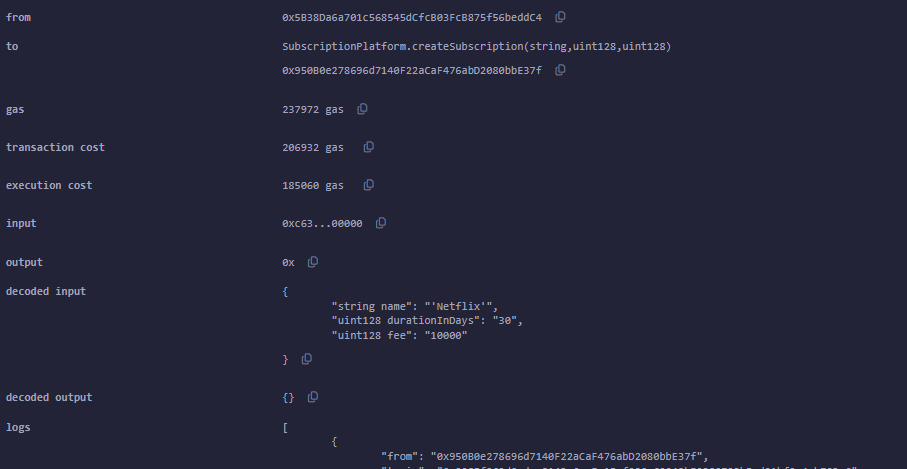 from 0x5B38Da6a701c568545dCfcB03FcB875f56beddC4
to SubscriptionPlatform.createSubscription(string,uint128,uint128)
0x950B0e278696d7140F22aCaF476abD2080bbE37f
gas 237972 gas
transaction cost 206932 gas
execution cost 185060 gas
input 0xc63...00000
output 0x
decoded input {
"string name": "'Netflix'",
"uint128 durationInDays": "30",
"uint128 fee": "10000"
}
decoded output {}
logs [
{
"from": "0x950B0e278696d7140F22aCaF476abD2080bbE37f",